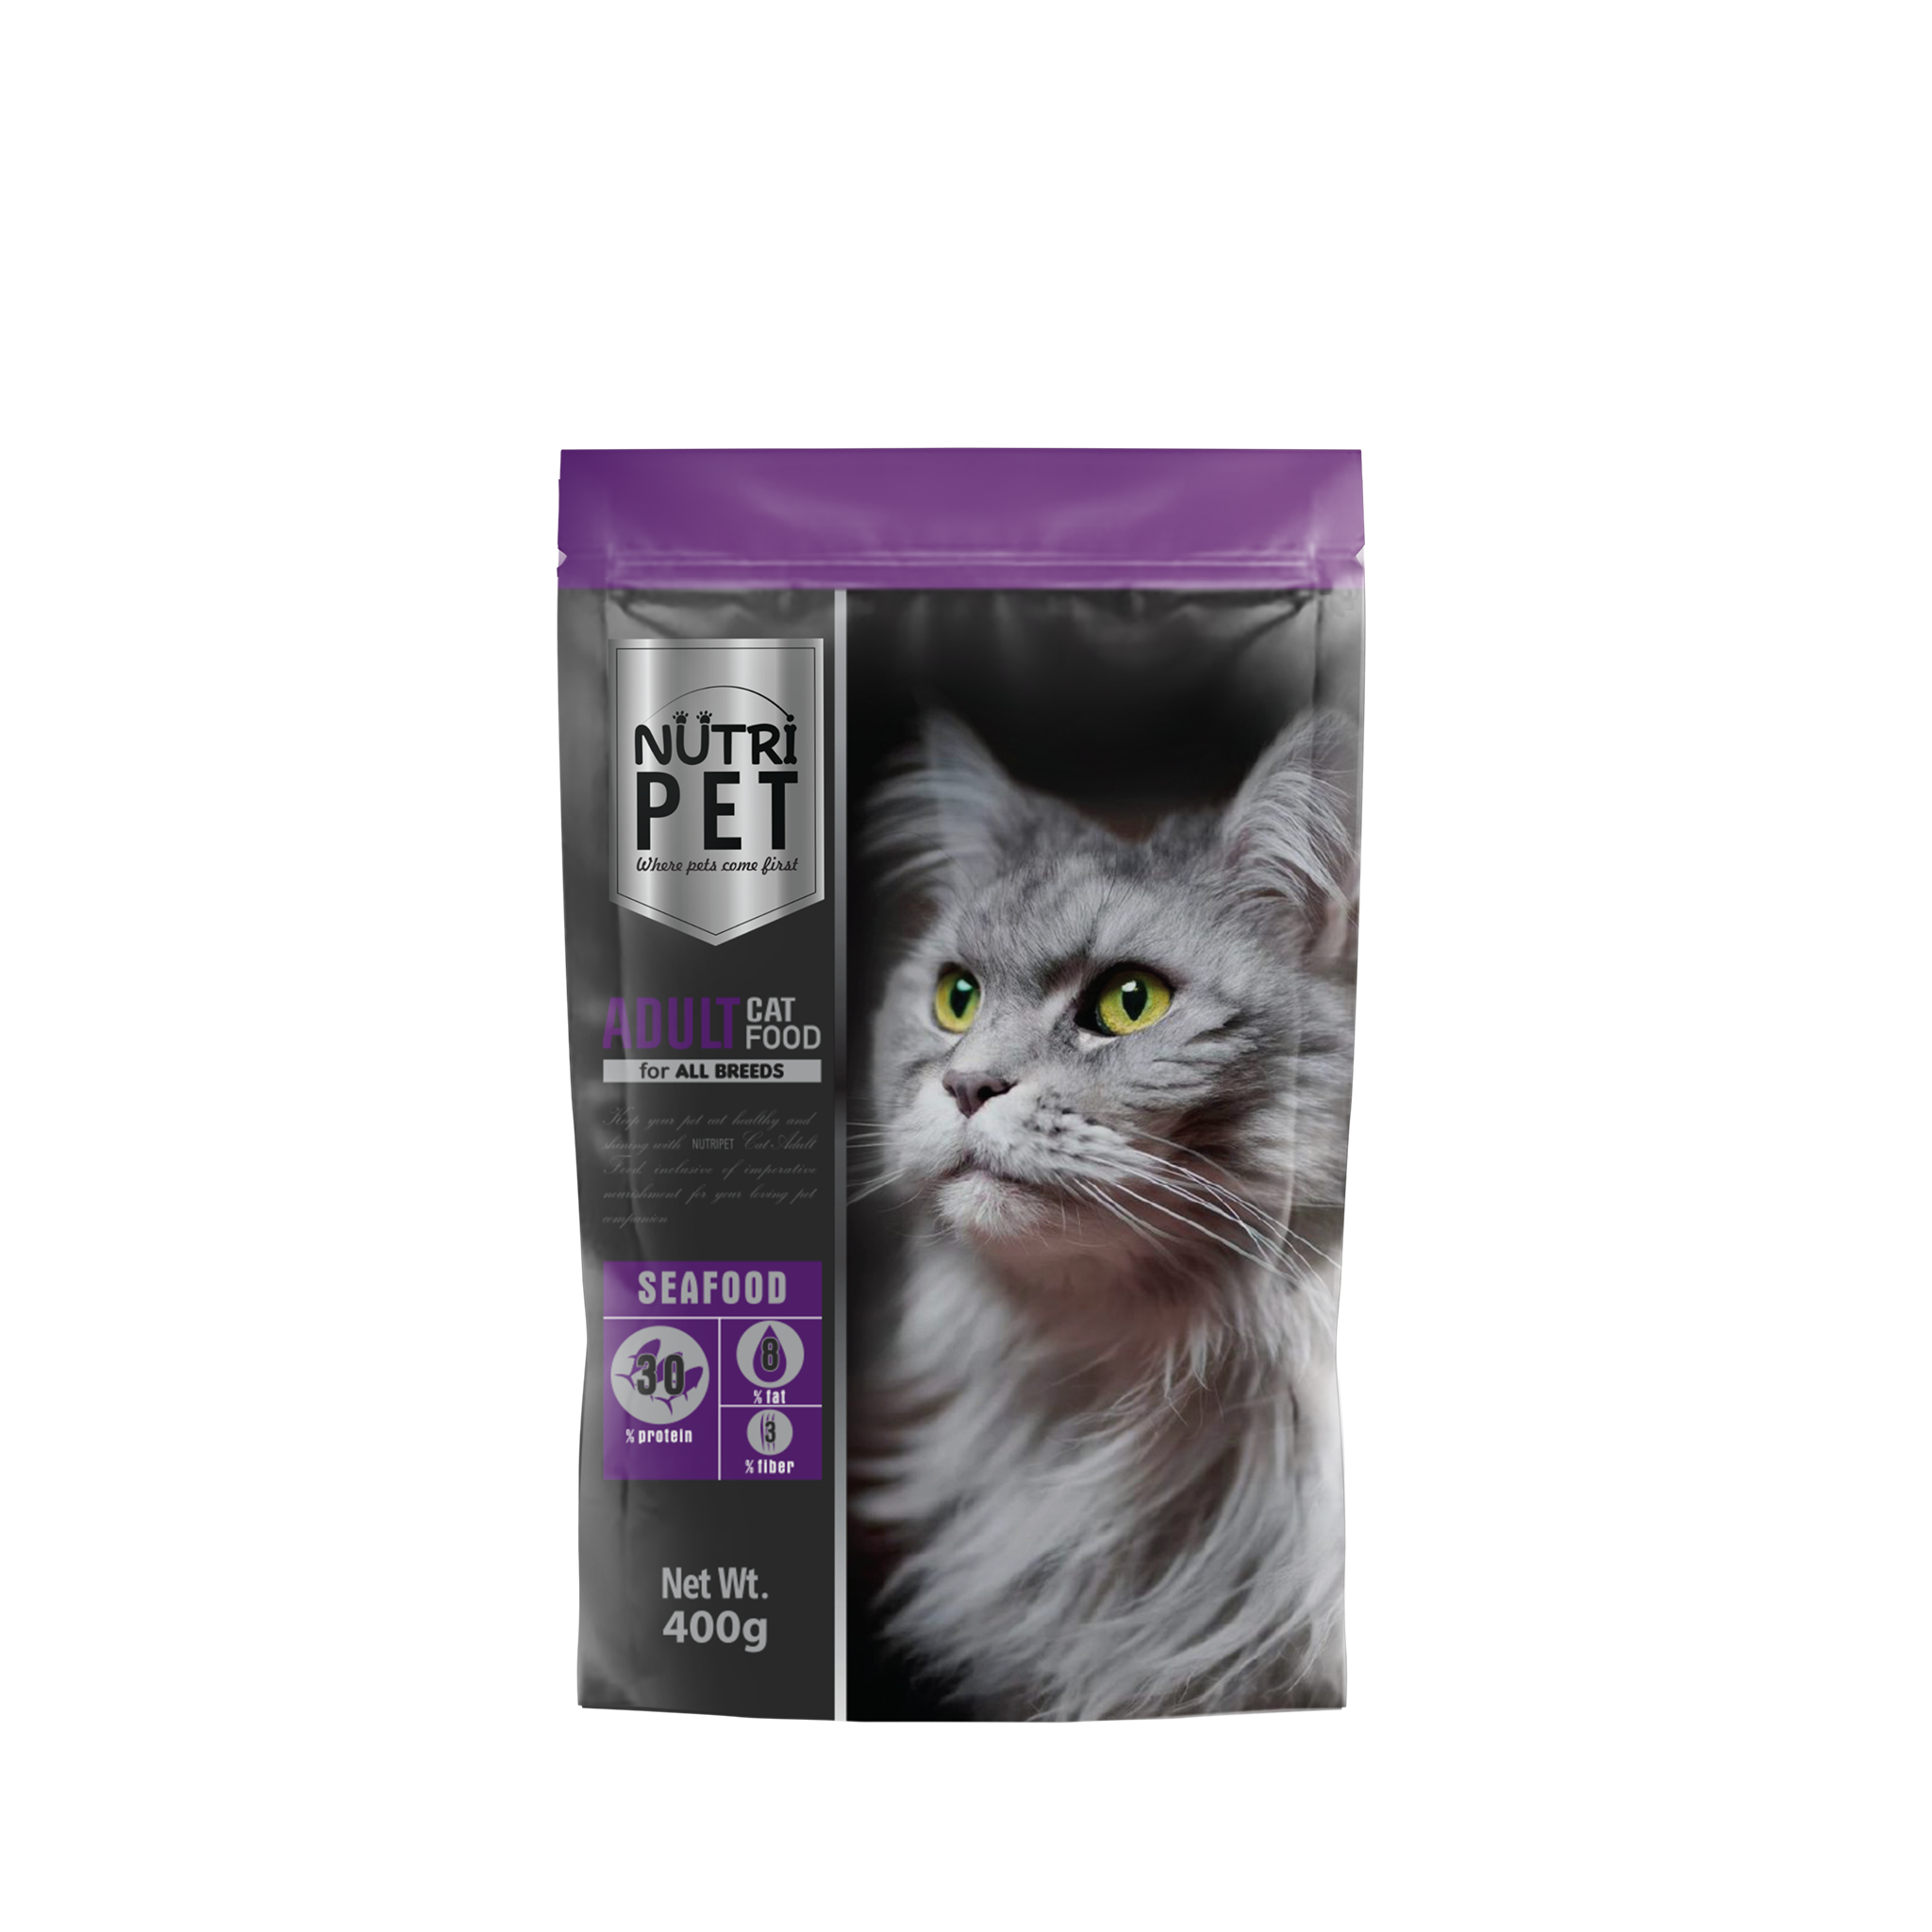 NUTRI
PET
Where pets come first
ADULT CAT
FOOD
for ALL BREEDS
Keep your pet cat healthy and
shining with NUTRIPET Cat Adult
Food inclusive of imperative
nourishment for your loving pet
companion
SEAFOOD
30
% protein
8
% fat
3
% fiber
Net Wt.
400g